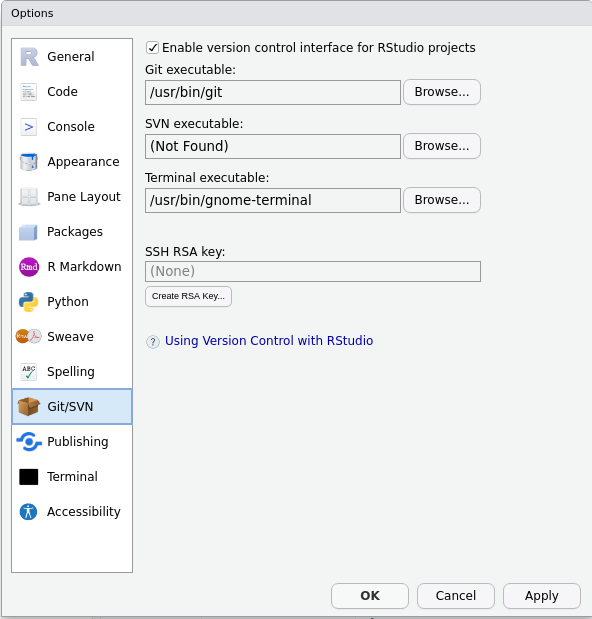 Options
General
Code
Console
Appearance
Pane Layout
Packages
Rmd R Markdown
Python
Sweave
ABC Spelling
Git/SVN
Publishing
Terminal
Accessibility
Enable version control interface for RStudio projects
Git executable:
/usr/bin/git Browse...
SVN executable:
(Not Found) Browse...
Terminal executable:
/usr/bin/gnome-terminal Browse...
SSH RSA key:
(None)
Create RSA Key...
? Using Version Control with RStudio
OK Cancel Apply